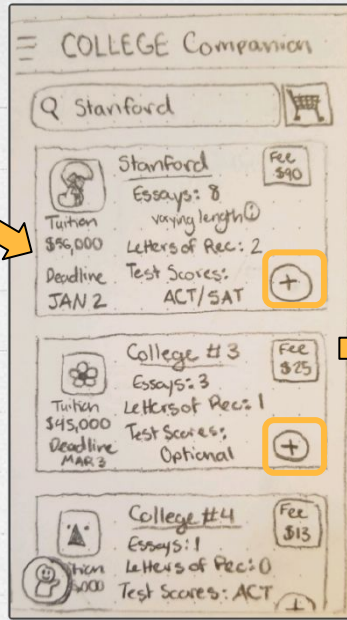 COLLEGE Companion
Stanford
Stanford
Fee
$90
Essays: 8
varying length
Tuition
$56,000
Letters of Rec: 2
Deadline
JAN 2
Test Scores:
ACT/SAT
+
College #3
Fee
$25
Essays: 3
Tuition
$45,000
Letters of Rec: 1
Deadline
MAR 3
Test Scores:
Optional
+
College #4
Fee
$13
Essays: 1
Letters of Rec: 0
Test Scores: ACT